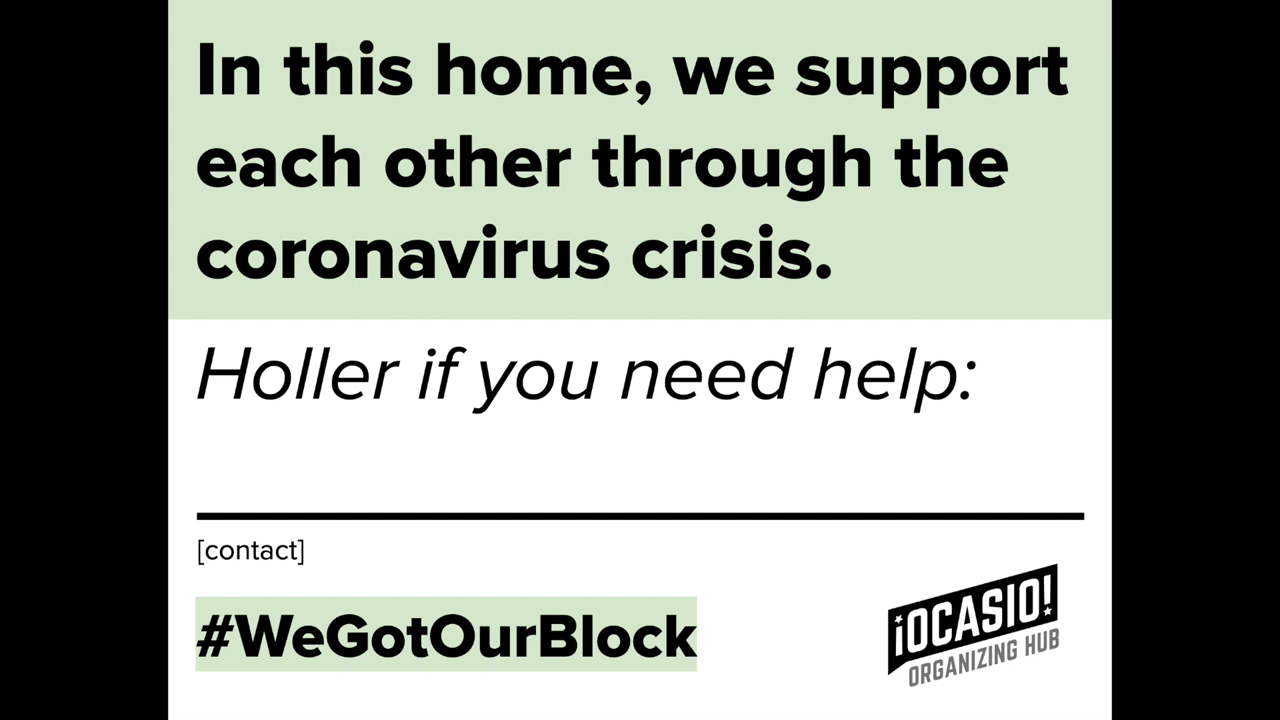 In this home, we support
each other through the
coronavirus crisis.
Holler if you need help:
[contact]
#WeGotOurBlock
¡OCASIO!
ORGANIZING HUB